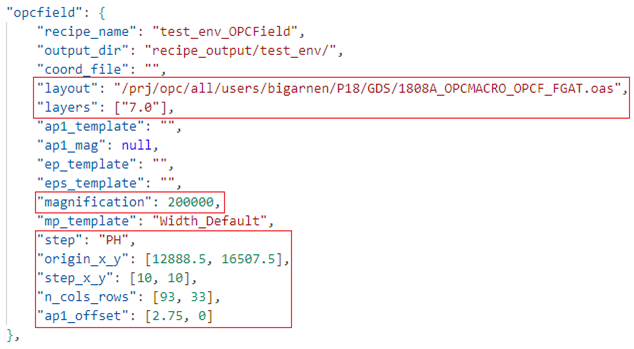 "opcfield": {
"recipe_name": "test_env_OPCField",
"output_dir": "recipe_output/test_env/",
"coord_file": "",
"layout": "/prj/opc/all/users/bigarnen/P18/GDS/1808A_OPCMACRO_OPCF_FGAT.oas",
"layers": ["7.0"],
"ap1_template": "",
"ap1_mag": null,
"ep_template": "",
"eps_template": "",
"magnification": 200000,
"mp_template": "Width_Default",
"step": "PH",
"origin_x_y": [12888.5, 16507.5],
"step_x_y": [10, 10],
"n_cols_rows": [93, 33],
"ap1_offset": [2.75, 0]
},